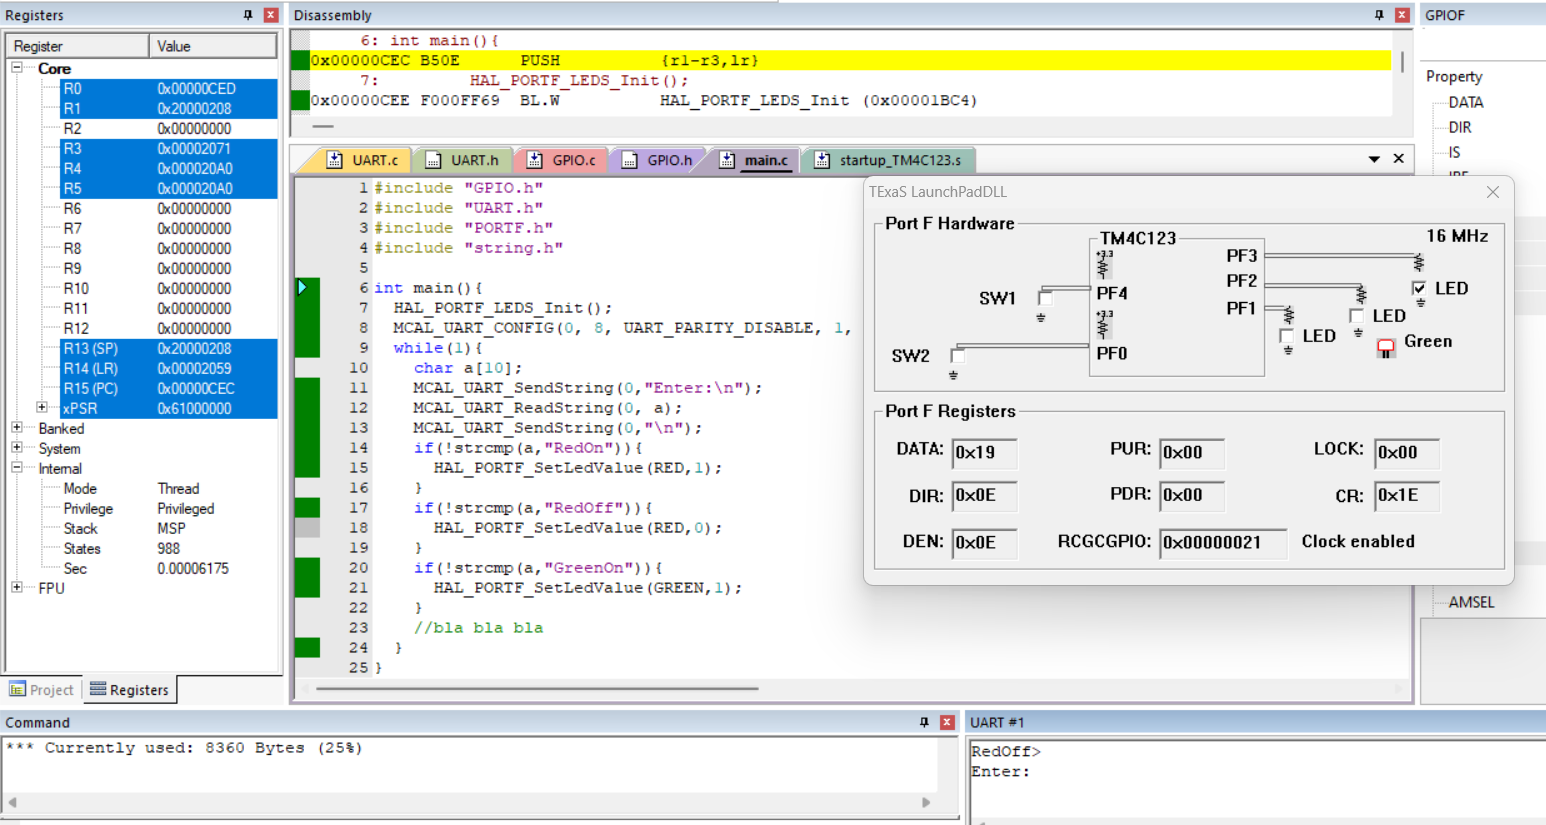 Registers
Register Value
Core
R0 0x00000CED
R1 0x20000208
R2 0x00000000
R3 0x00002071
R4 0x000020A0
R5 0x000020A0
R6 0x00000000
R7 0x00000000
R8 0x00000000
R9 0x00000000
R10 0x00000000
R11 0x00000000
R12 0x00000000
R13 (SP) 0x20000208
R14 (LR) 0x00002059
R15 (PC) 0x00000CEC
xPSR 0x61000000
Banked
System
Internal
Mode Thread
Privilege Privileged
Stack MSP
States 988
Sec 0.00006175
FPU
Project Registers
Disassembly
6: int main(){
0x00000CEC B50E PUSH {r1-r3,lr}
7: HAL_PORTF_LEDS_Init();
0x00000CEE F000FF69 BL.W HAL_PORTF_LEDS_Init (0x00001BC4)
UART.c UART.h GPIO.c GPIO.h main.c startup_TM4C123.s
1 #include "GPIO.h"
2 #include "UART.h"
3 #include "PORTF.h"
4 #include "string.h"
5
6 int main(){
7 HAL_PORTF_LEDS_Init();
8 MCAL_UART_CONFIG(0, 8, UART_PARITY_DISABLE, 1,
9 while(1){
10 char a[10];
11 MCAL_UART_SendString(0,"Enter:\n");
12 MCAL_UART_ReadString(0, a);
13 MCAL_UART_SendString(0,"\n");
14 if(!strcmp(a,"RedOn")){
15 HAL_PORTF_SetLedValue(RED,1);
16 }
17 if(!strcmp(a,"RedOff")){
18 HAL_PORTF_SetLedValue(RED,0);
19 }
20 if(!strcmp(a,"GreenOn")){
21 HAL_PORTF_SetLedValue(GREEN,1);
22 }
23 //bla bla bla
24 }
25 }
TExaS LaunchPadDLL
Port F Hardware
16 MHz
TM4C123
+3.3
PF3
PF2
PF1
PF4
+3.3
PF0
SW1
SW2
LED
LED
LED
Green
Port F Registers
DATA: 0x19 PUR: 0x00 LOCK: 0x00
DIR: 0x0E PDR: 0x00 CR: 0x1E
DEN: 0x0E RCGCGPIO: 0x00000021 Clock enabled
GPIOF
Property
DATA
DIR
IS
AMSEL
Command
*** Currently used: 8360 Bytes (25%)
UART #1
RedOff>
Enter: